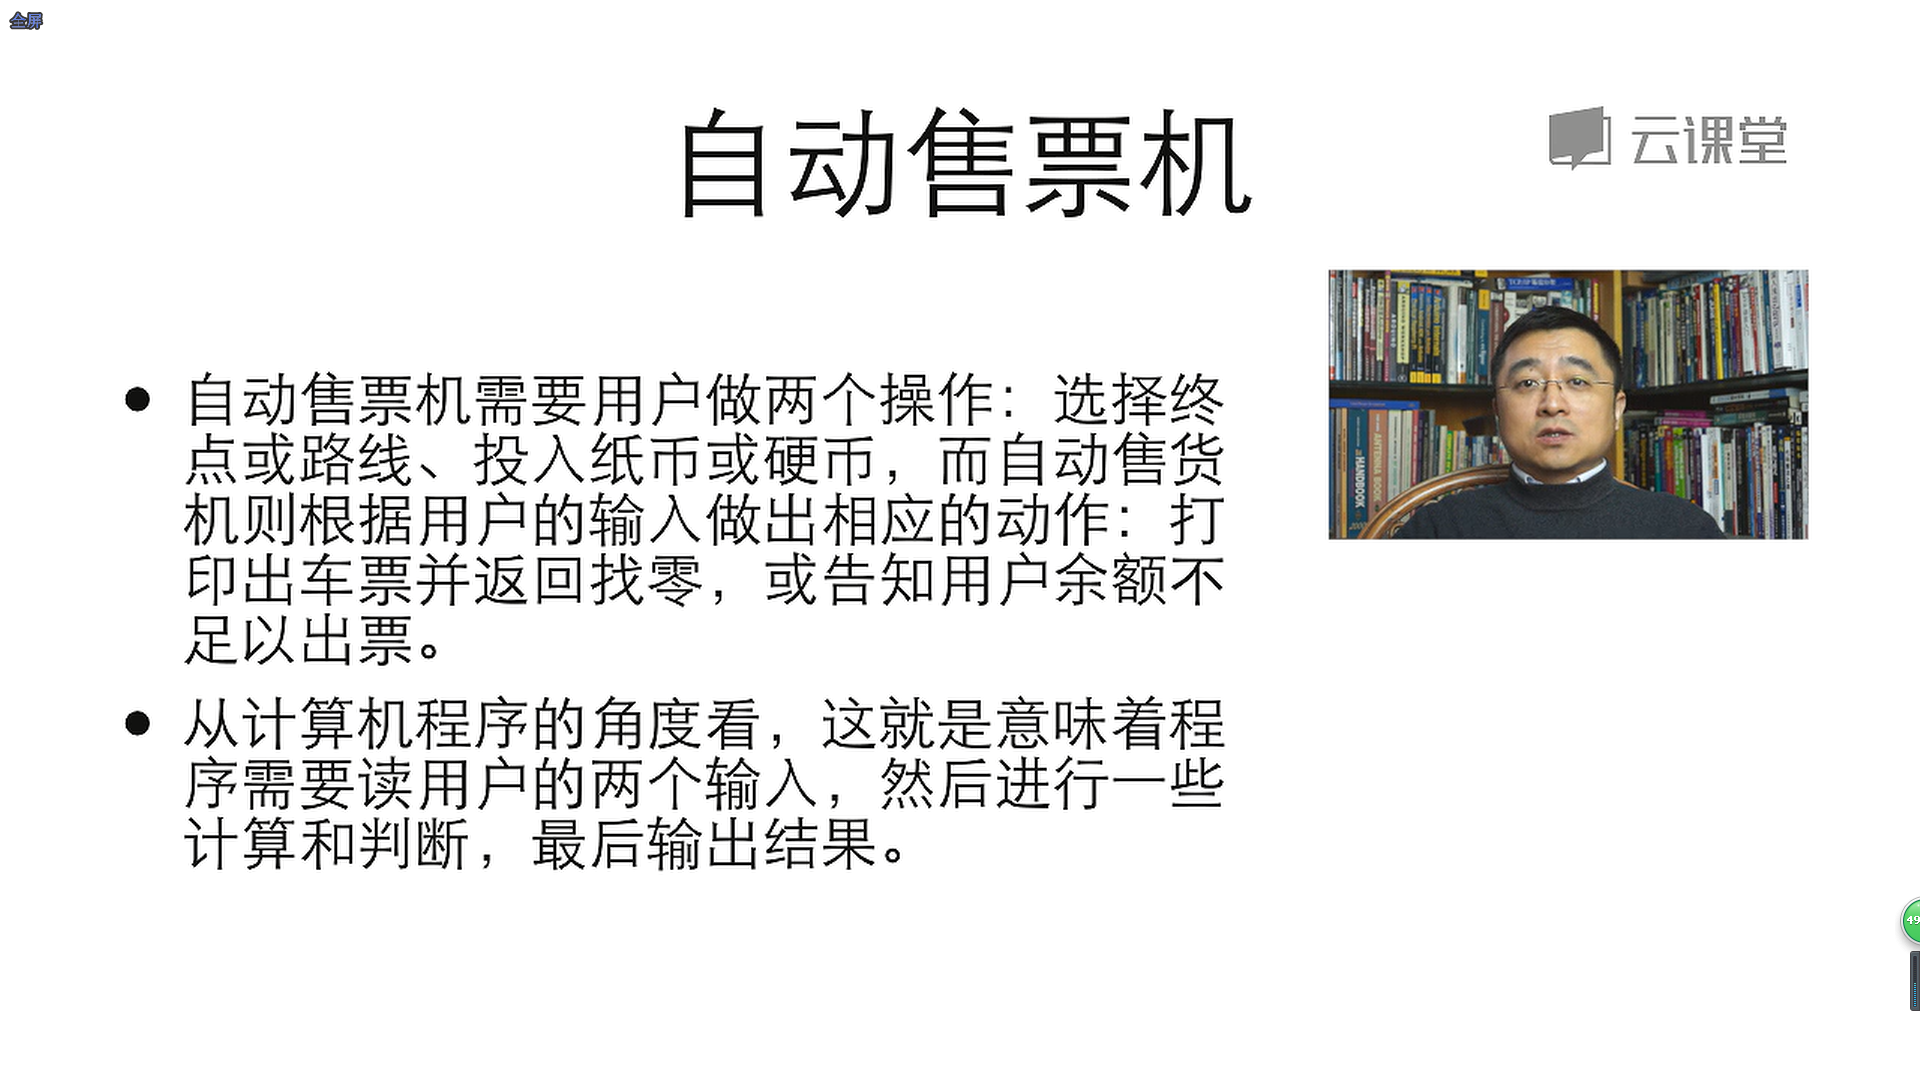 全屏
自动售票机
云课堂
自动售票机需要用户做两个操作：选择终
点或路线、投入纸币或硬币，而自动售货
机则根据用户的输入做出相应的动作：打
印出车票并返回找零，或告知用户余额不
足以出票。
从计算机程序的角度看，这就是意味着程
序需要读用户的两个输入，然后进行一些
计算和判断，最后输出结果。
ANTENNA BOOK
HANDBOOK
49